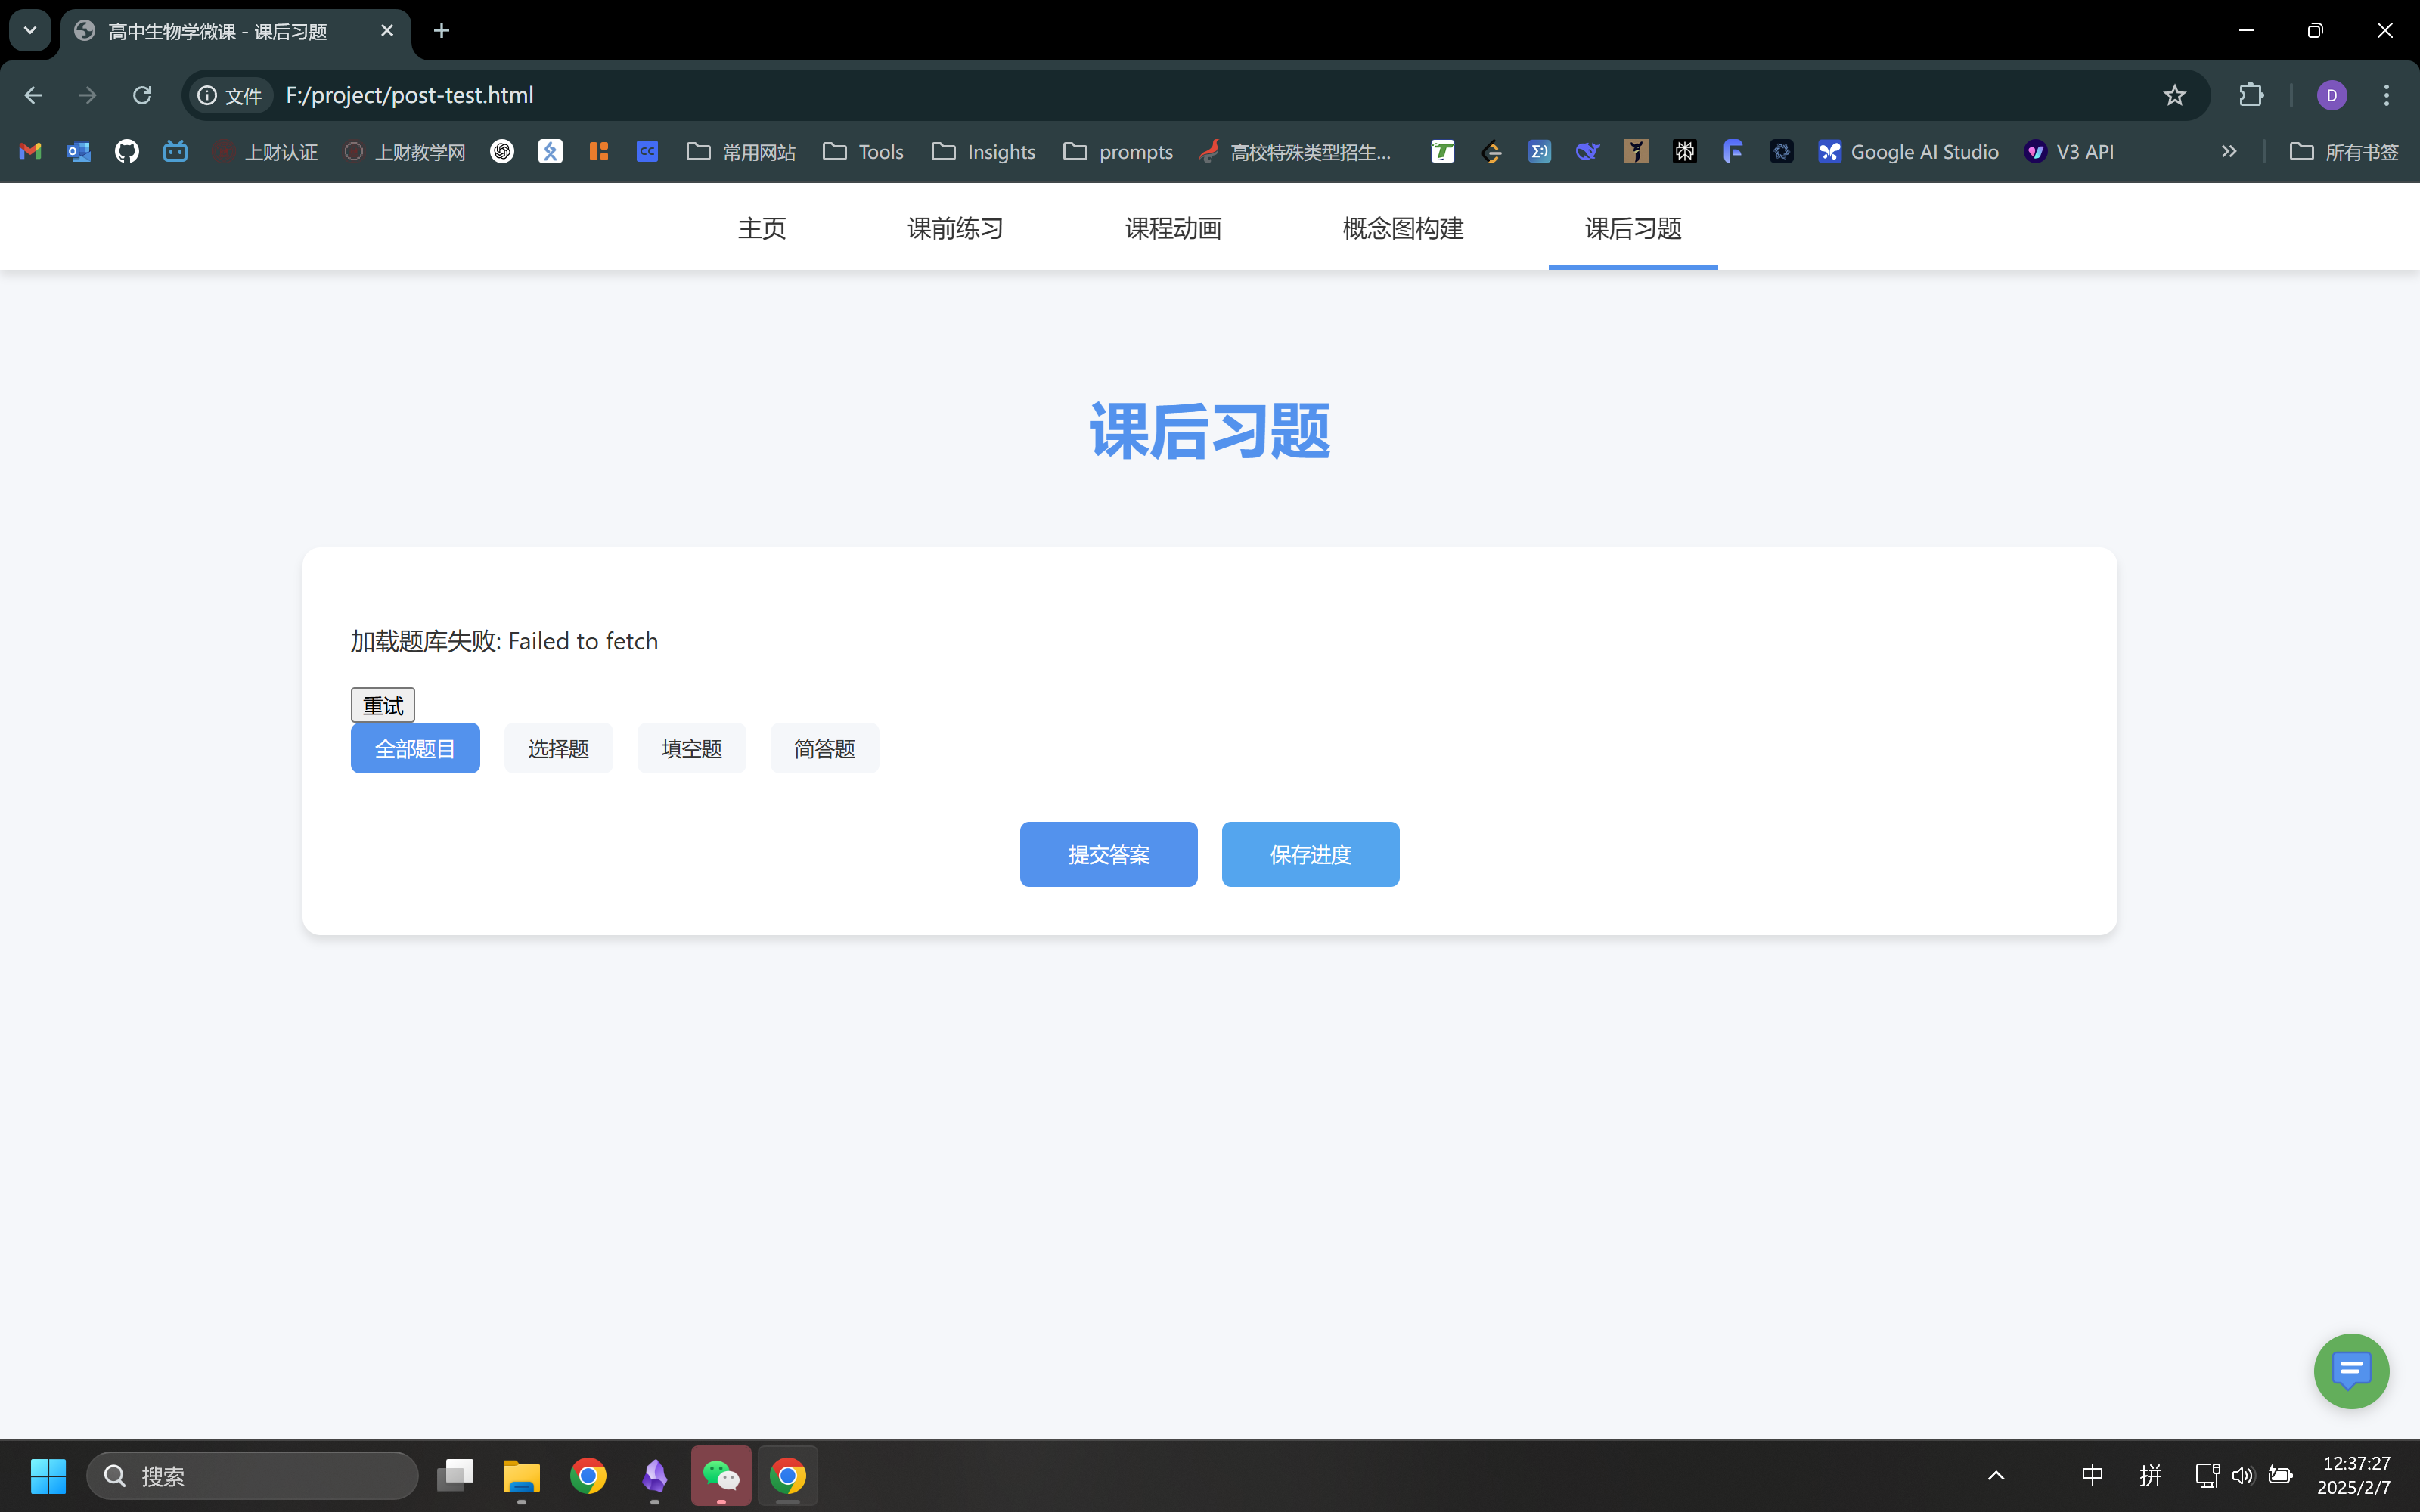 高中生物学微课 - 课后习题
文件 F:/project/post-test.html
上财认证 上财教学网 CC 常用网站 Tools Insights prompts 高校特殊类型招生... Google AI Studio V3 API 所有书签
D
主页 课前练习 课程动画 概念图构建 课后习题
课后习题
加载题库失败: Failed to fetch
重试
全部题目 选择题 填空题 简答题
提交答案 保存进度
搜索
中 拼
12:37:27
2025/2/7